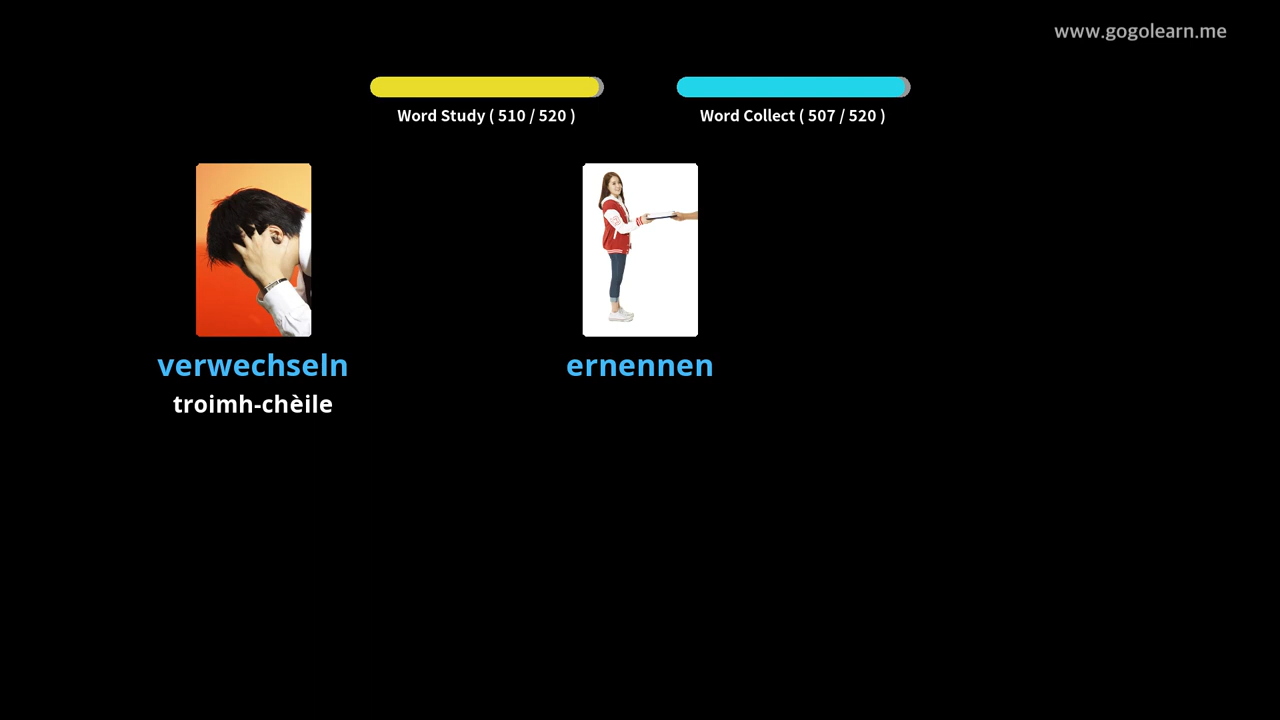 www.gogolearn.me
Word Study ( 510 / 520 )
Word Collect ( 507 / 520 )
verwechseln
troimh-chèile
ernennen